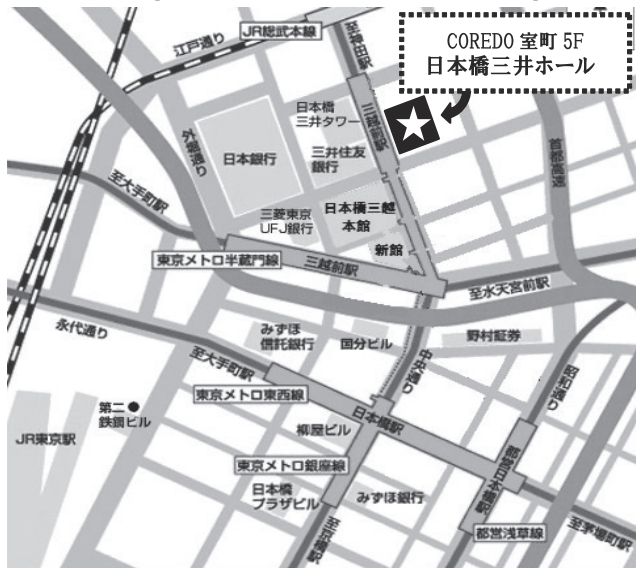 COREDO 室町 5F
日本橋三井ホール
JR総武本線
至神田駅
江戸通り
外堀通り
日本橋
三井タワー
三越前駅
日本銀行
三井住友
銀行
首都高速
至大手町駅
日本橋三越
本館
三菱東京
UFJ銀行
新館
東京メトロ半蔵門線
三越前駅
至水天宮前駅
永代通り
みずほ
信託銀行
国分ビル
野村証券
至大手町駅
中央通り
昭和通り
東京メトロ東西線
第二
鉄鋼ビル
日本橋駅
柳屋ビル
JR東京駅
東京メトロ銀座線
都営日本橋駅
日本橋
プラザビル
みずほ銀行
至京橋駅
都営浅草線
至茅場町駅